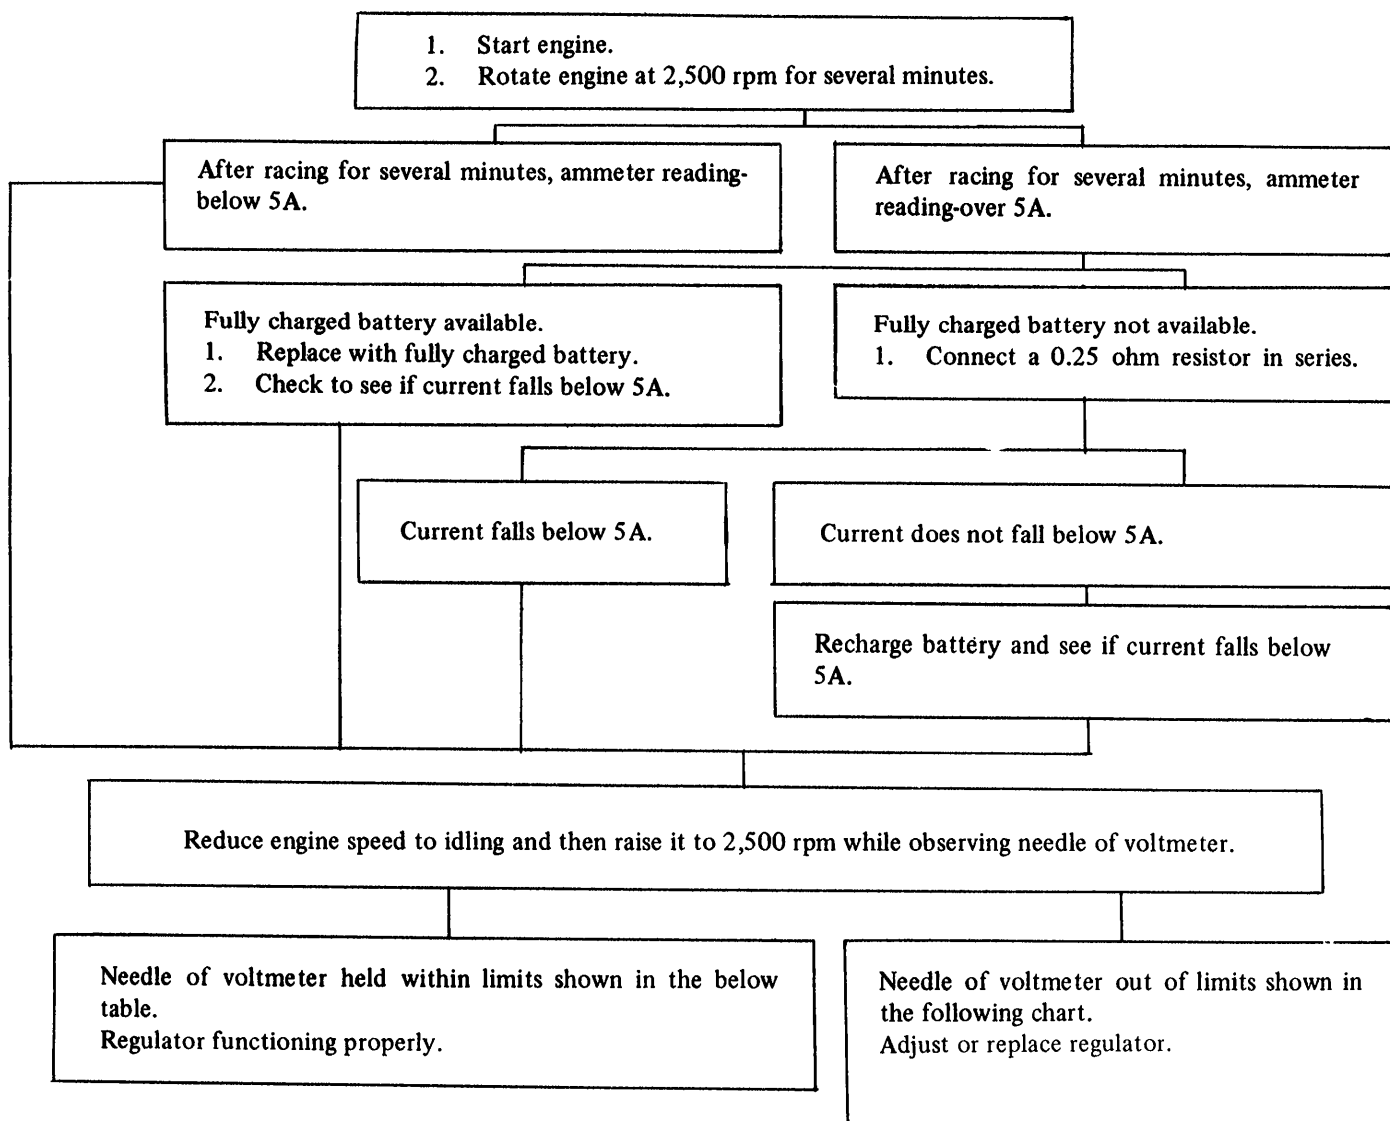 1. Start engine.
2. Rotate engine at 2,500 rpm for several minutes.
After racing for several minutes, ammeter reading-
below 5A.
After racing for several minutes, ammeter
reading-over 5A.
Fully charged battery available.
1. Replace with fully charged battery.
2. Check to see if current falls below 5A.
Fully charged battery not available.
1. Connect a 0.25 ohm resistor in series.
Current falls below 5A.
Current does not fall below 5A.
Recharge battery and see if current falls below
5A.
Reduce engine speed to idling and then raise it to 2,500 rpm while observing needle of voltmeter.
Needle of voltmeter held within limits shown in the below
table.
Regulator functioning properly.
Needle of voltmeter out of limits shown in
the following chart.
Adjust or replace regulator.